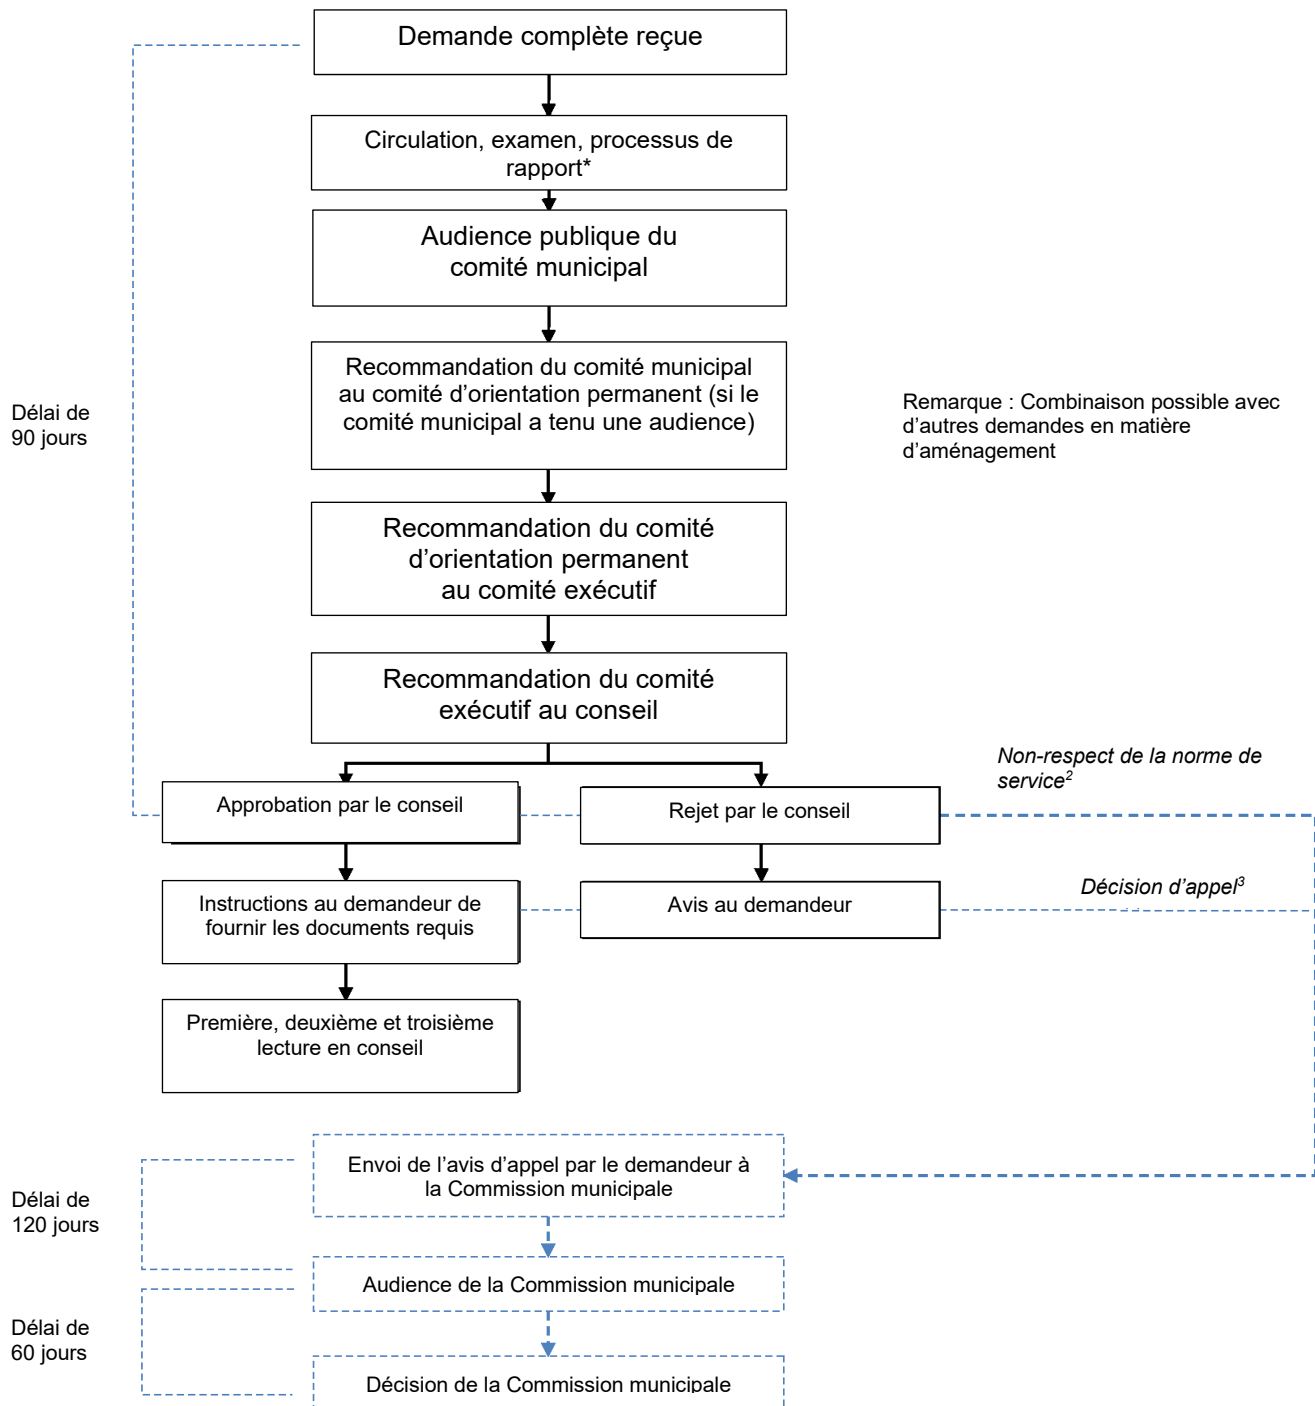 Demande complète reçue
Circulation, examen, processus de
rapport*
Audience publique du
comité municipal
Recommandation du comité municipal
au comité d’orientation permanent (si le
comité municipal a tenu une audience)
Délai de
90 jours
Remarque : Combinaison possible avec
d’autres demandes en matière
d’aménagement
Recommandation du comité
d’orientation permanent
au comité exécutif
Recommandation du comité
exécutif au conseil
Non-respect de la norme de
service²
Approbation par le conseil
Rejet par le conseil
Instructions au demandeur de
fournir les documents requis
Avis au demandeur
Décision d’appel³
Première, deuxième et troisième
lecture en conseil
Envoi de l’avis d’appel par le demandeur à
la Commission municipale
Délai de
120 jours
Audience de la Commission municipale
Délai de
60 jours
Décision de la Commission municipale